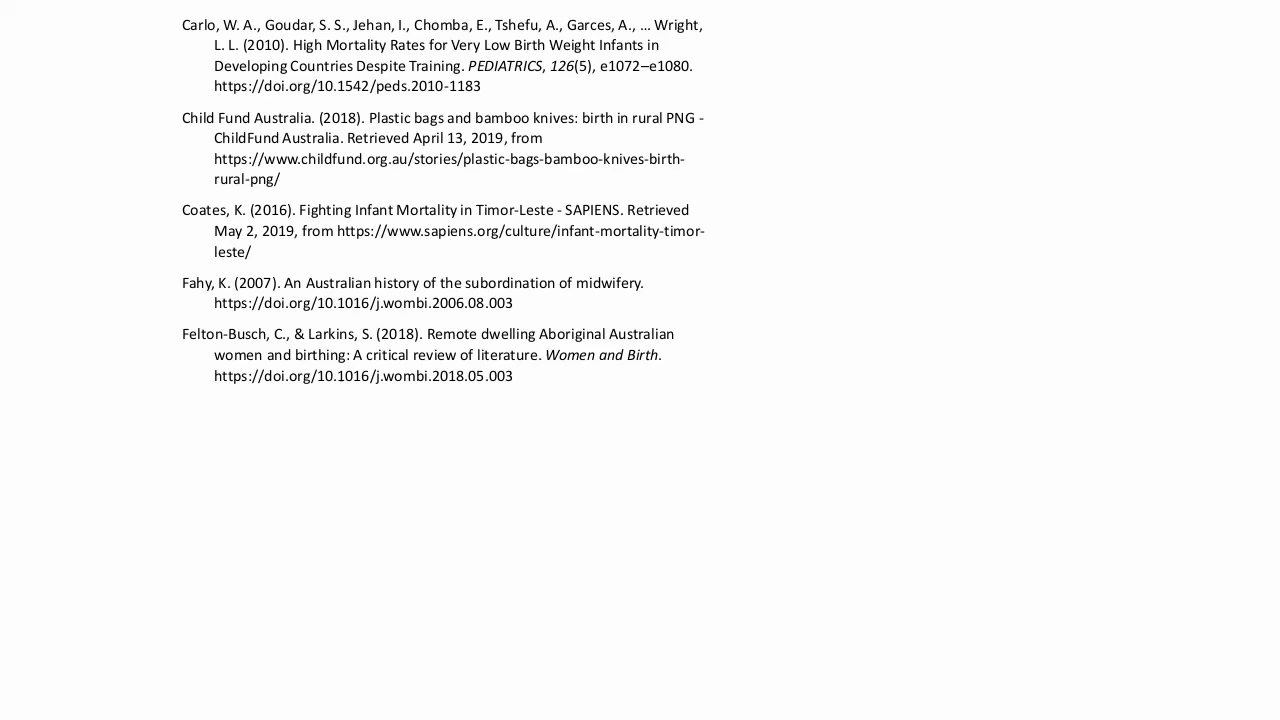 Carlo, W. A., Goudar, S. S., Jehan, I., Chomba, E., Tshefu, A., Garces, A., … Wright,
L. L. (2010). High Mortality Rates for Very Low Birth Weight Infants in
Developing Countries Despite Training. PEDIATRICS, 126(5), e1072–e1080.
https://doi.org/10.1542/peds.2010-1183
Child Fund Australia. (2018). Plastic bags and bamboo knives: birth in rural PNG -
ChildFund Australia. Retrieved April 13, 2019, from
https://www.childfund.org.au/stories/plastic-bags-bamboo-knives-birth-
rural-png/
Coates, K. (2016). Fighting Infant Mortality in Timor-Leste - SAPIENS. Retrieved
May 2, 2019, from https://www.sapiens.org/culture/infant-mortality-timor-
leste/
Fahy, K. (2007). An Australian history of the subordination of midwifery.
https://doi.org/10.1016/j.wombi.2006.08.003
Felton-Busch, C., & Larkins, S. (2018). Remote dwelling Aboriginal Australian
women and birthing: A critical review of literature. Women and Birth.
https://doi.org/10.1016/j.wombi.2018.05.003